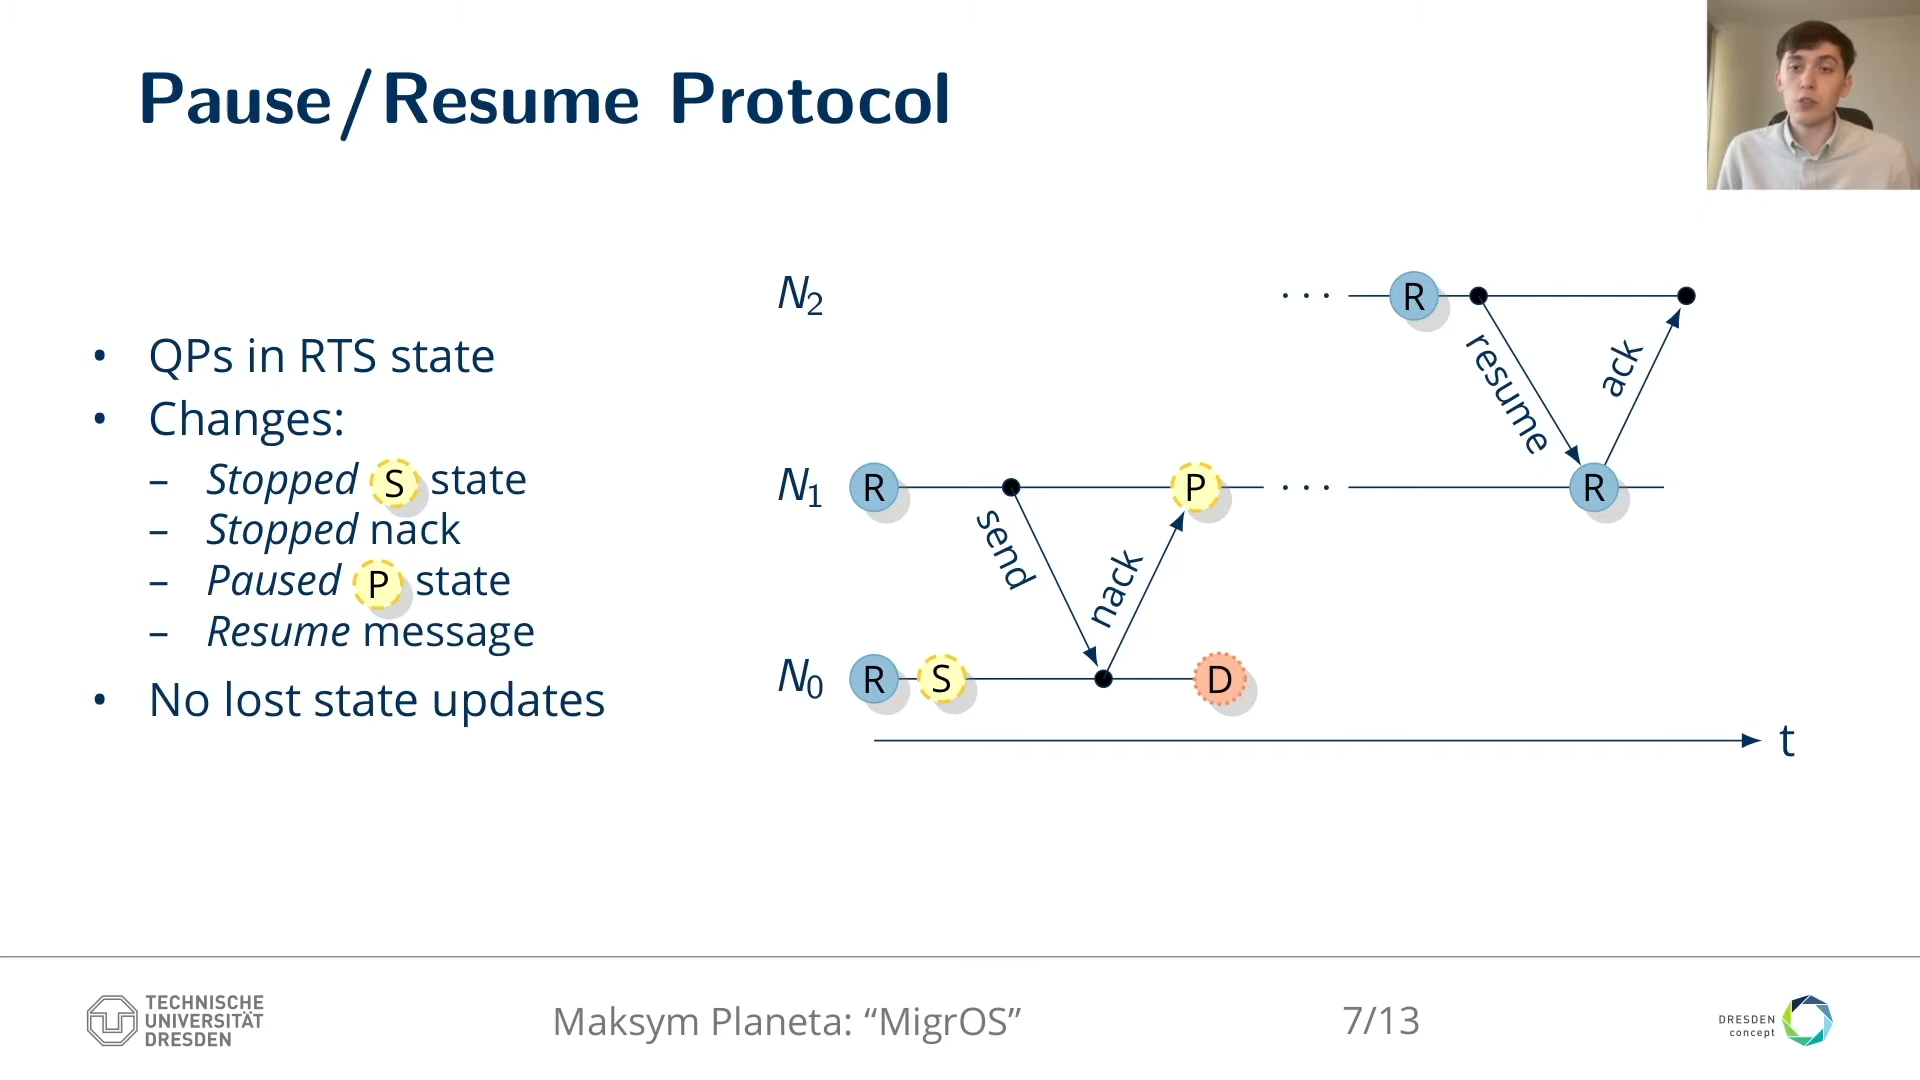 Pause/Resume Protocol
• QPs in RTS state
• Changes:
– Stopped S state
– Stopped nack
– Paused P state
– Resume message
• No lost state updates
N2 ··· R
resume
ack
N1 R P ··· R
send
nack
N0 R S D
t
TECHNISCHE
UNIVERSITÄT
DRESDEN
Maksym Planeta: “MigrOS”
7/13
DRESDEN
concept